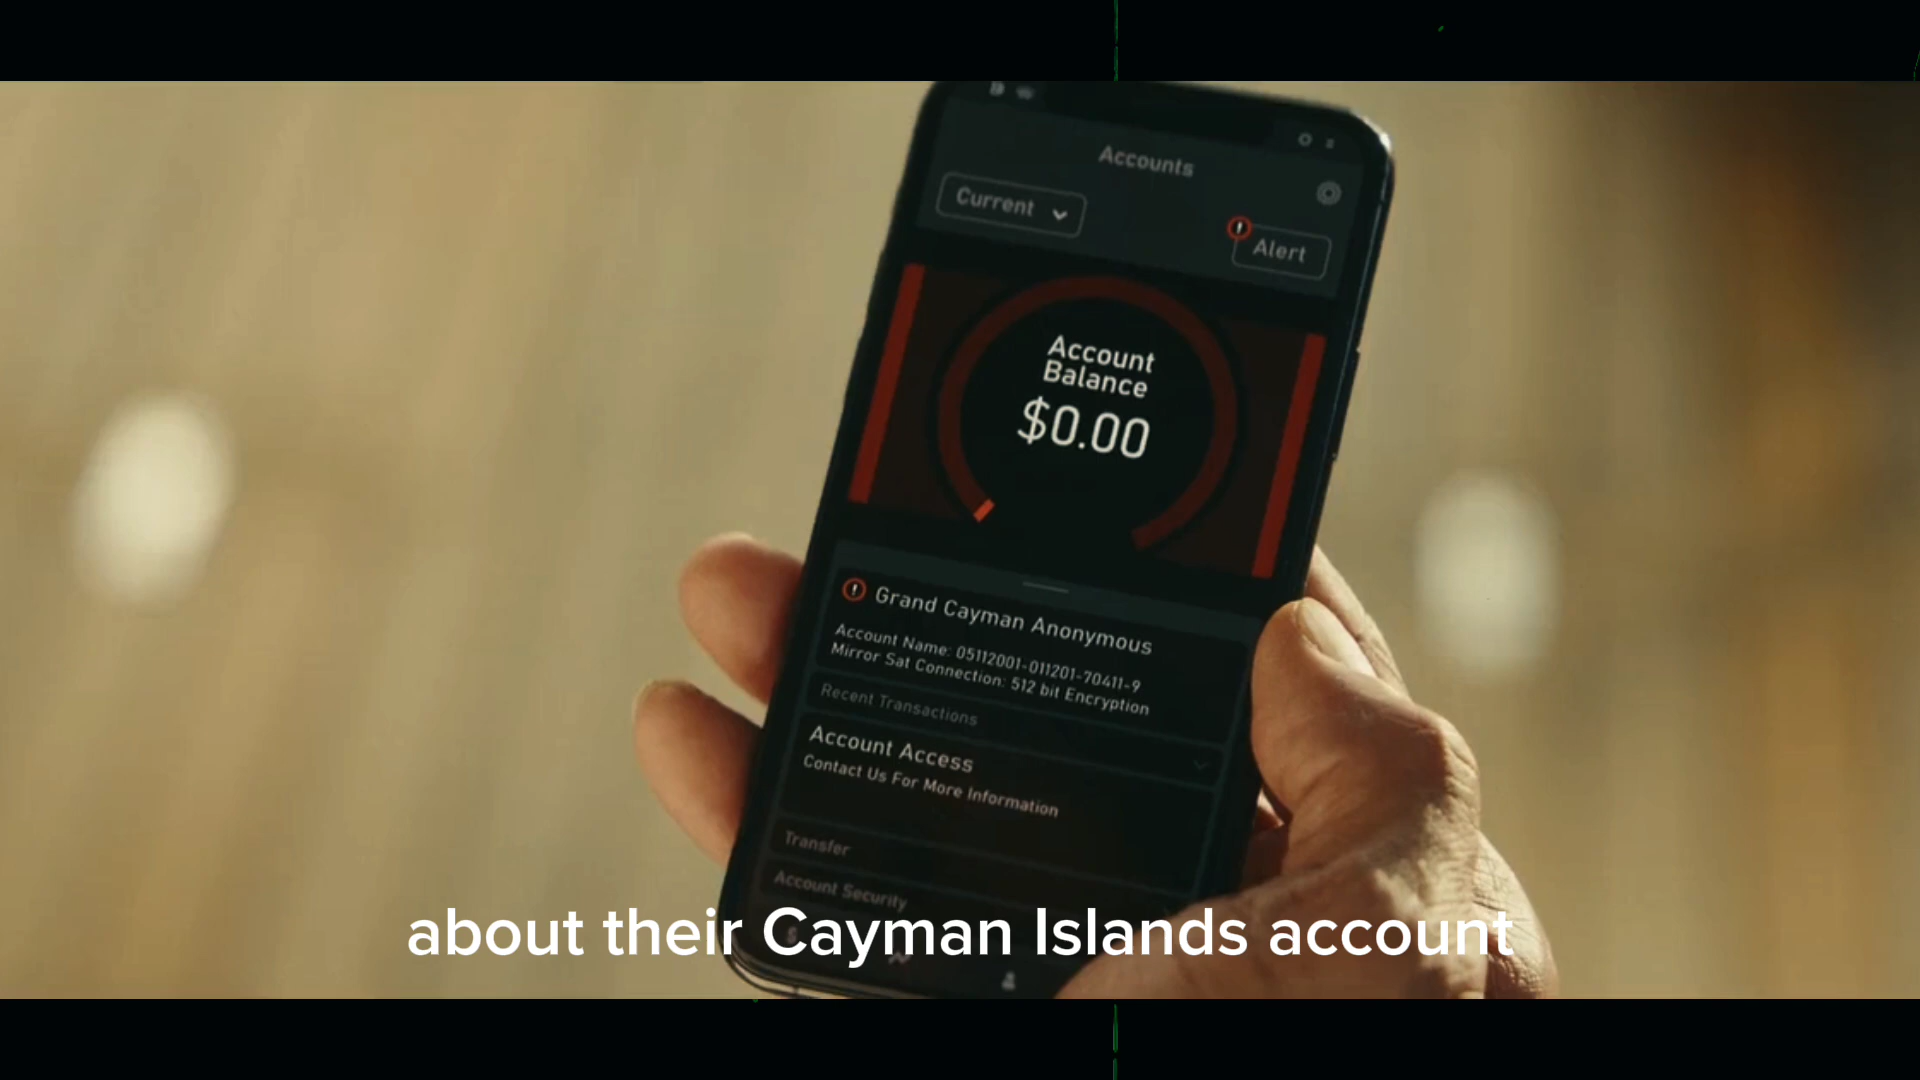 Accounts
Current
Alert
Account
Balance
$0.00
Grand Cayman Anonymous
Account Name: 05112001-011201-70411-9
Mirror Sat Connection: 512 bit Encryption
Recent Transactions
Account Access
Contact Us For More Information
Transfer
Account Security
about their Cayman Islands account